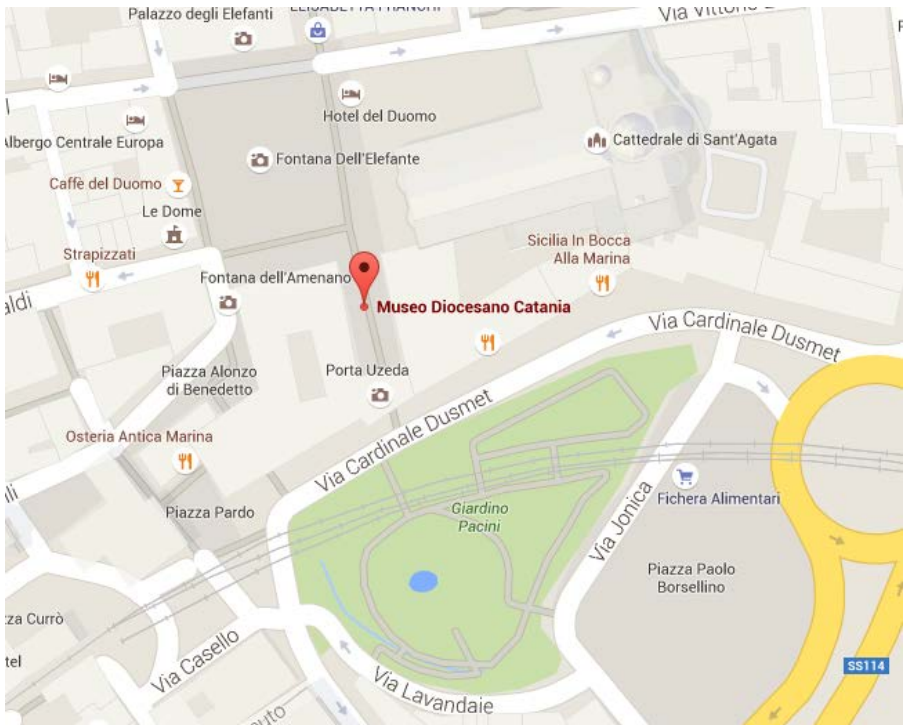 Palazzo degli Elefanti
ELISABETTA FRANCHI
Via Vittorio
Hotel del Duomo
Albergo Centrale Europa
Fontana Dell'Elefante
Cattedrale di Sant'Agata
Caffè del Duomo
Le Dome
Strapizzati
Sicilia In Bocca
Alla Marina
Fontana dell'Amenano
Museo Diocesano Catania
Via Cardinale Dusmet
Piazza Alonzo
di Benedetto
Porta Uzeda
Via Cardinale Dusmet
Osteria Antica Marina
Fichera Alimentari
Giardino
Pacini
Piazza Pardo
Via Jonica
Piazza Paolo
Borsellino
Via Casello
SS114
Via Lavandaie